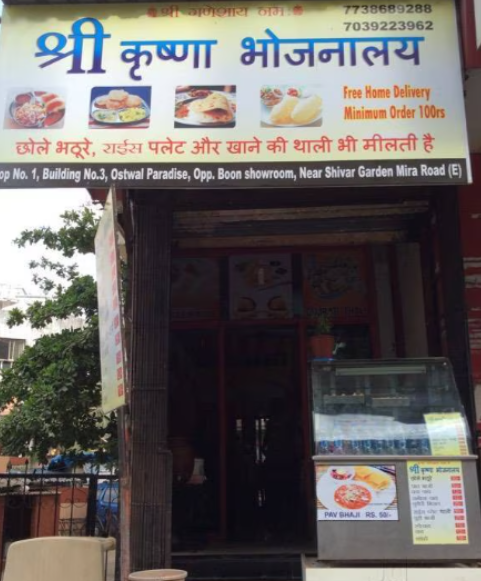 ॥ श्री गणेशाय नमः ॥
7738689288
7039223962
श्री कृष्णा भोजनालय
Free Home Delivery
Minimum Order 100rs
छोले भठूरे, राईस पलेट और खाने की थाली भी मीलती है
op No. 1, Building No.3, Ostwal Paradise, Opp. Boon showroom, Near Shivar Garden Mira Road (E)
श्री कृष्णा भोजनालय
PAV BHAJI RS. 50/-